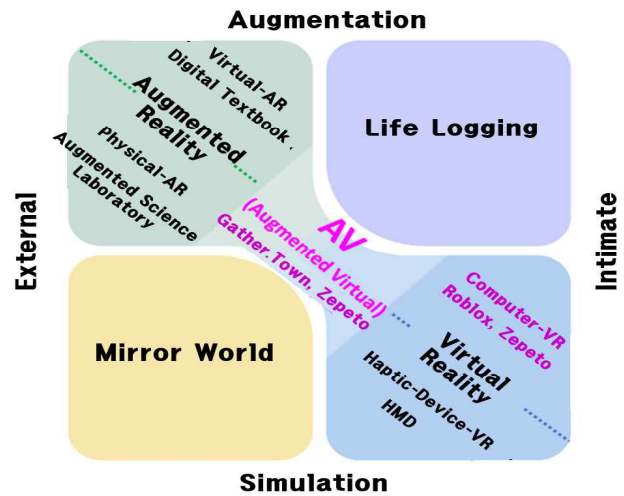 Augmentation
Virtual-AR
Digital Textbook
Augmented
Reality
Physical-AR
Augmented Science
Laboratory
Life Logging
External
Intimate
AV
(Augmented Virtual)
Gather.Town, Zepeto
Mirror World
Computer-VR
Roblox, Zepeto
Virtual
Reality
Haptic-Device-VR
HMD
Simulation